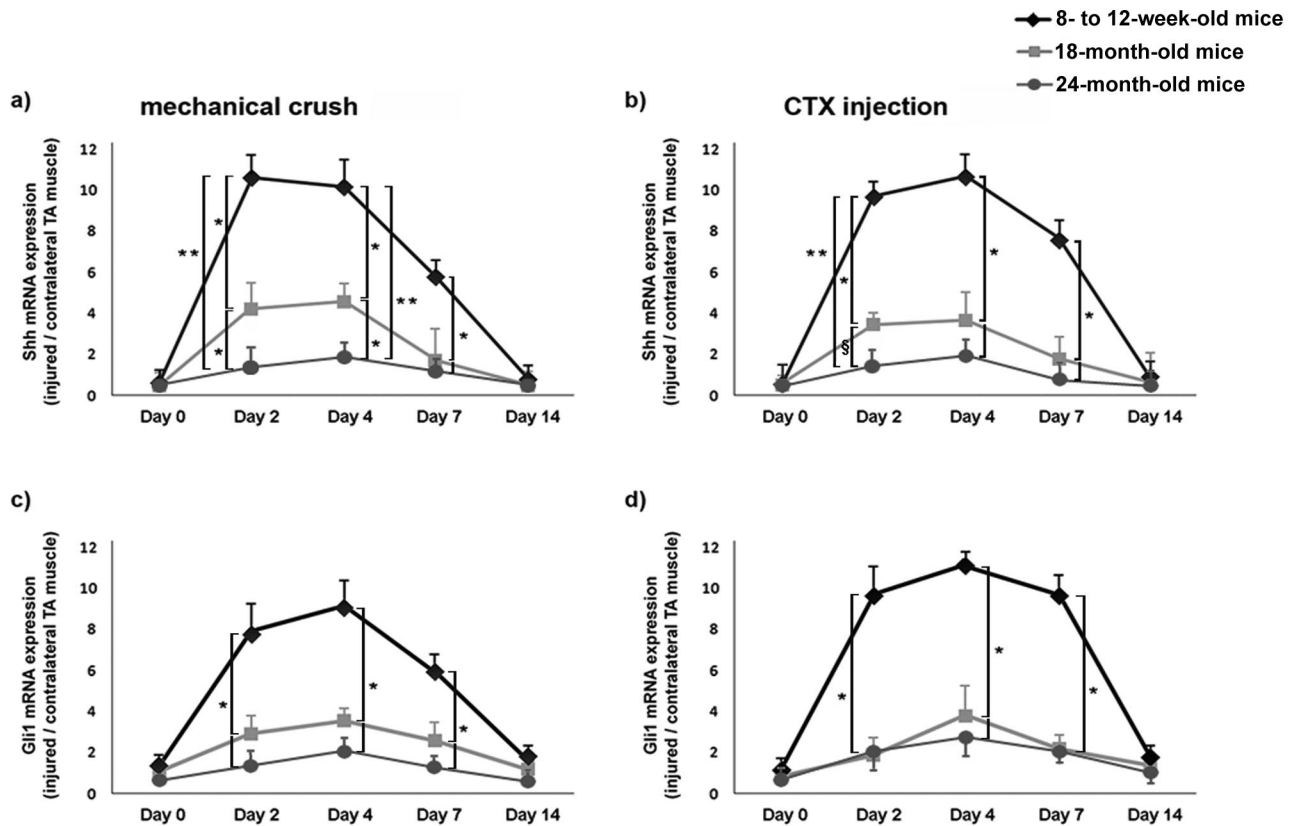 8- to 12-week-old mice
18-month-old mice
24-month-old mice
a)
mechanical crush
Shh mRNA expression
(injured / contralateral TA muscle)
12
10
8
6
4
2
0
**
*
*
*
*
**
*
Day 0 Day 2 Day 4 Day 7 Day 14
b)
CTX injection
Shh mRNA expression
(injured / contralateral TA muscle)
12
10
8
6
4
2
0
**
*
§
*
*
Day 0 Day 2 Day 4 Day 7 Day 14
c)
Gli1 mRNA expression
(injured / contralateral TA muscle)
12
10
8
6
4
2
0
*
*
*
Day 0 Day 2 Day 4 Day 7 Day 14
d)
Gli1 mRNA expression
(injured / contralateral TA muscle)
12
10
8
6
4
2
0
*
*
*
Day 0 Day 2 Day 4 Day 7 Day 14